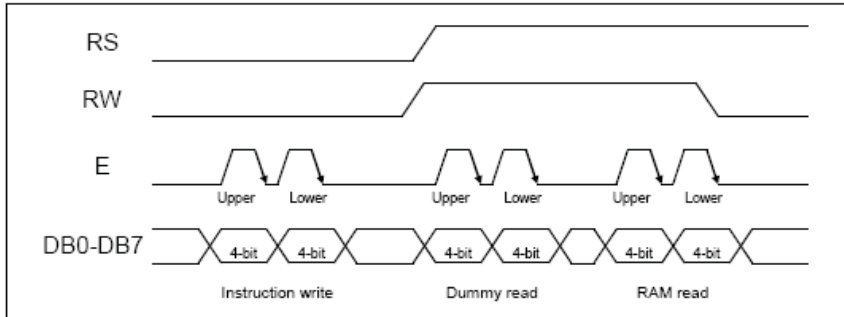 RS
RW
E
Upper Lower Upper Lower Upper Lower
DB0-DB7
4-bit 4-bit 4-bit 4-bit 4-bit 4-bit
Instruction write Dummy read RAM read